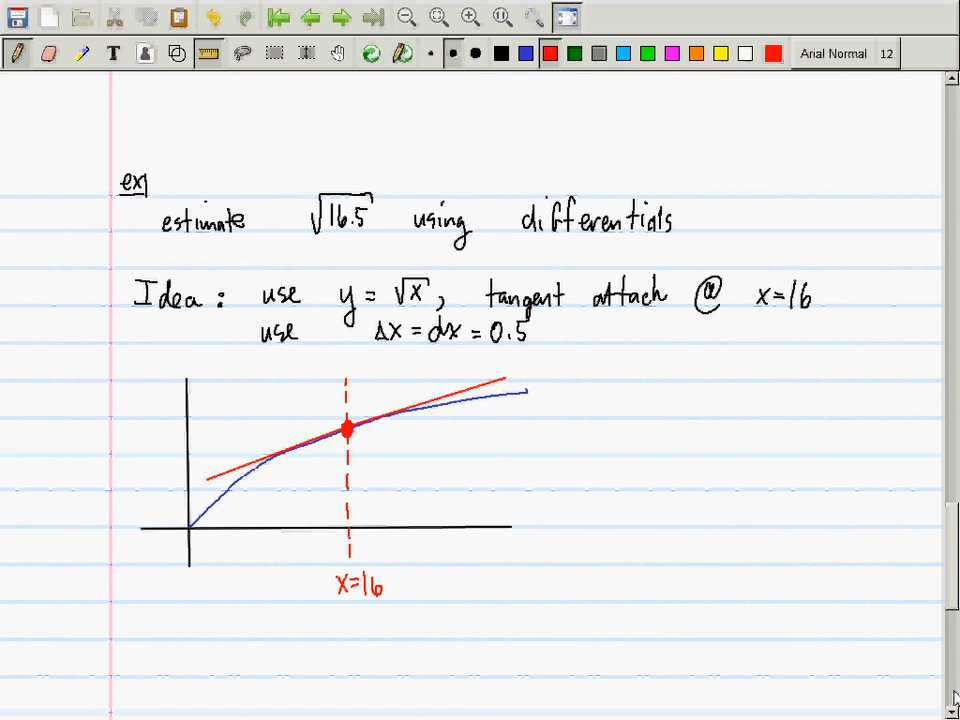 Arial Normal 12
ex
estimate √16.5 using differentials
Idea : use y = √x , tangent attach @ x=16
use Δx = dx = 0.5
x=16